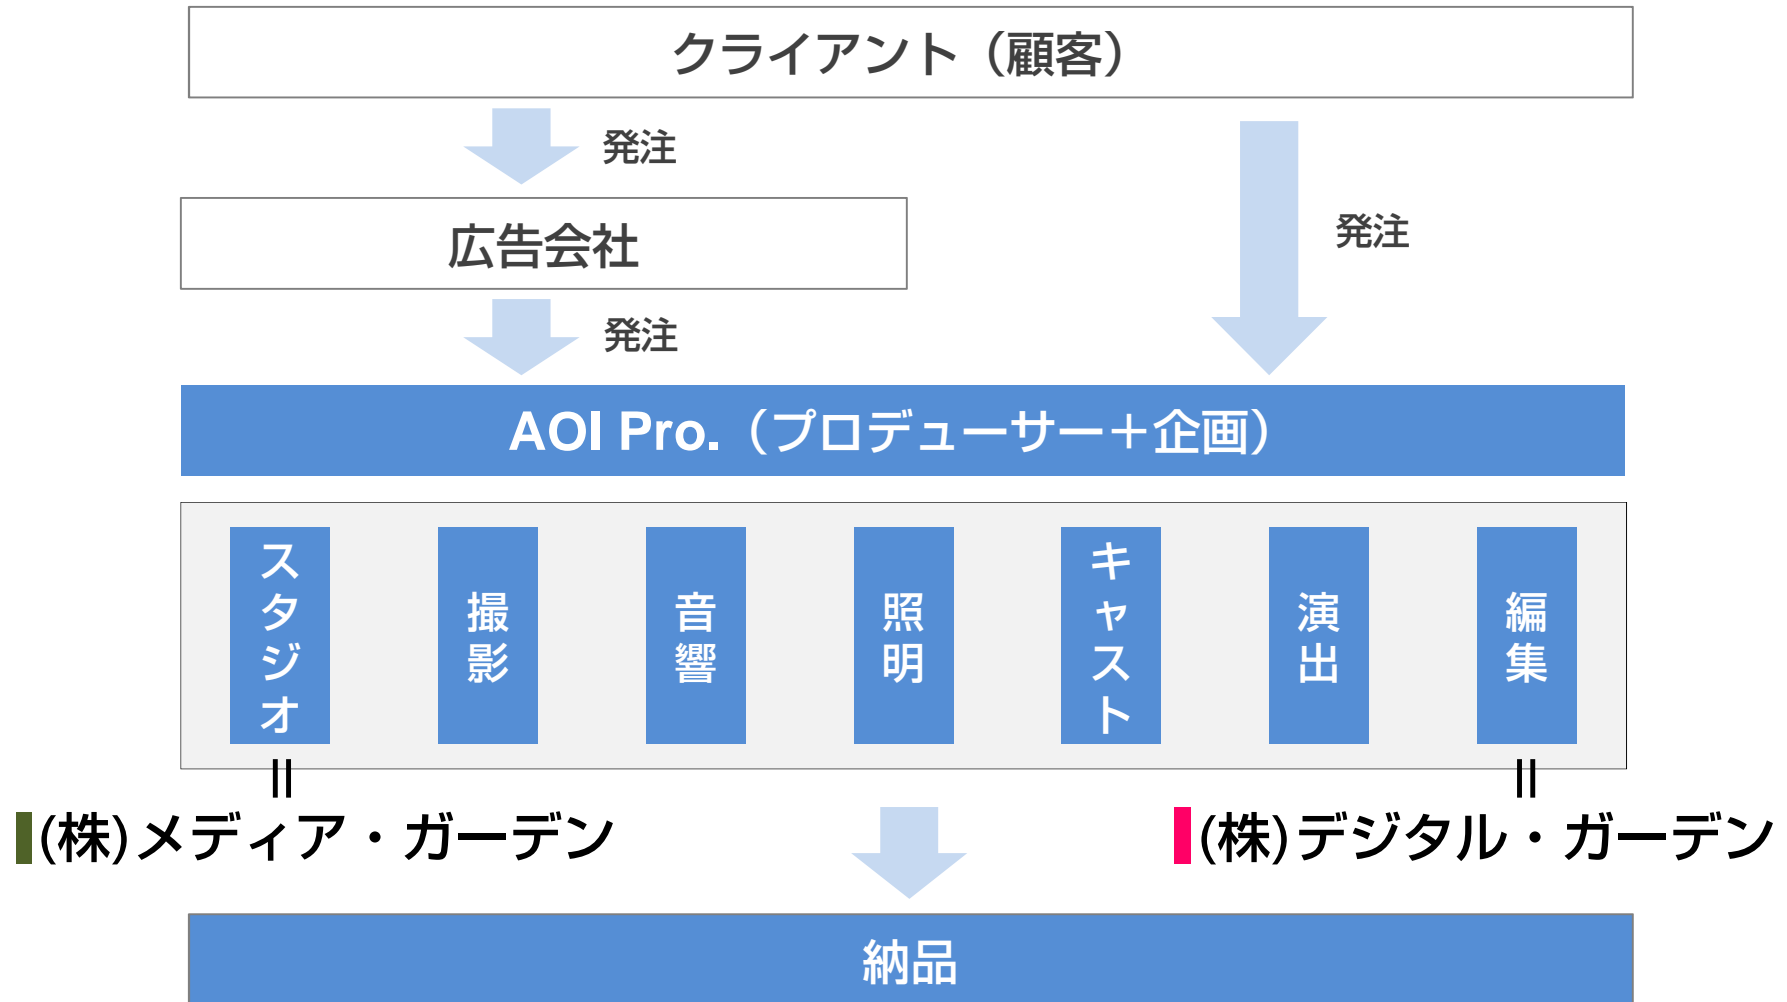 クライアント（顧客）
発注
発注
広告会社
発注
AOI Pro.（プロデューサー＋企画）
スタジオ
撮影
音響
照明
キャスト
演出
編集
||
||
(株)メディア・ガーデン
(株)デジタル・ガーデン
納品